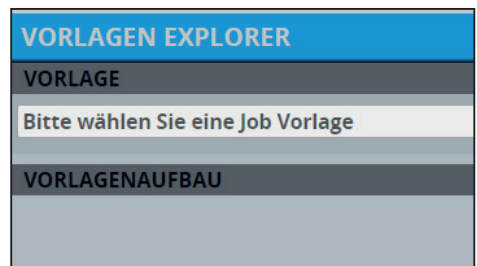 VORLAGEN EXPLORER
VORLAGE
Bitte wählen Sie eine Job Vorlage
VORLAGENAUFBAU